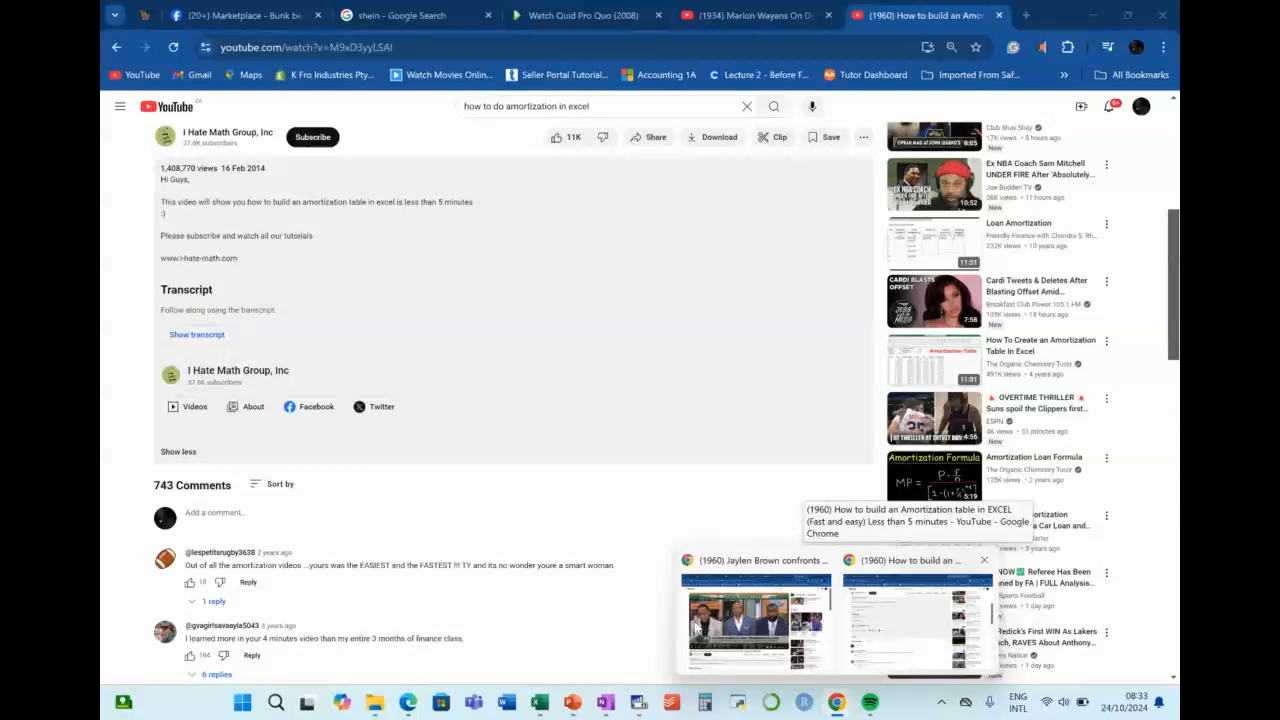 (20+) Marketplace - Bunk be
shein - Google Search
Watch Quid Pro Quo (2008)
(1934) Marlon Wayans On D
(1960) How to build an Amor
youtube.com/watch?v=M9xD3yyLSAI
YouTube
Gmail
Maps
K Fro Industries Pty...
Watch Movies Onlin...
Seller Portal Tutorial...
Accounting 1A
Lecture 2 - Before F...
Tutor Dashboard
Imported From Saf...
All Bookmarks
YouTube ZA
how to do amortization in excel
9+
I Hate Math Group, Inc
37.6K subscribers
Subscribe
11K
Share
Download
Clip
Save
1,408,770 views 16 Feb 2014
Hi Guys,
This video will show you how to build an amortization table in excel is less than 5 minutes
:)
Please subscribe and watch all our tutorials
www.i-hate-math.com
Transcript
Follow along using the transcript.
Show transcript
I Hate Math Group, Inc
37.6K subscribers
Videos
About
Facebook
Twitter
Show less
743 Comments
Sort by
Add a comment...
@lespetitsrugby3638 2 years ago
Out of all the amortization videos ...yours was the EASIEST and the FASTEST !!! TY and its no wonder youre a smart woman.
Reply
1 reply
@gvagirlsavaayla5043 4 years ago
I learned more in your 4 minutes video than my entire 3 months of finance class.
184
Reply
6 replies
8:05
Club Shay Shay
17K views • 5 hours ago
New
EX NBA COACH
10:52
Ex NBA Coach Sam Mitchell
UNDER FIRE After 'Absolutely...
Joe Budden TV
11 hours ago
New
11:51
Loan Amortization
Friendly Finance with Chandra S. Bh...
232K views • 10 years ago
CARDI BLASTS
OFFSET
7:58
Cardi Tweets & Deletes After
Blasting Offset Amid...
Breakfast Club Power 105.1 FM
105K views • 18 hours ago
New
Amortization Table
11:01
How To Create an Amortization
Table In Excel
The Organic Chemistry Tutor
491K views • 4 years ago
4:56
OVERTIME THRILLER
Suns spoil the Clippers first...
ESPN
4K views • 51 minutes ago
New
Amortization Formula
5:19
Amortization Loan Formula
The Organic Chemistry Tutor
125K views • 2 years ago
(1960) How to build an Amortization table in EXCEL
(Fast and easy) Less than 5 minutes - YouTube - Google
Chrome
ortization
a Car Loan and...
3 years ago
(1960) Jaylen Brown confronts ...
(1960) How to build an ...
NOW Referee Has Been
ned by FA | FULL Analysis...
Sports Football
views • 1 day ago
Redick's First WIN As Lakers
ch, RAVES About Anthony...
rs Nation
views • 1 day ago
ENG
INTL
08:33
24/10/2024